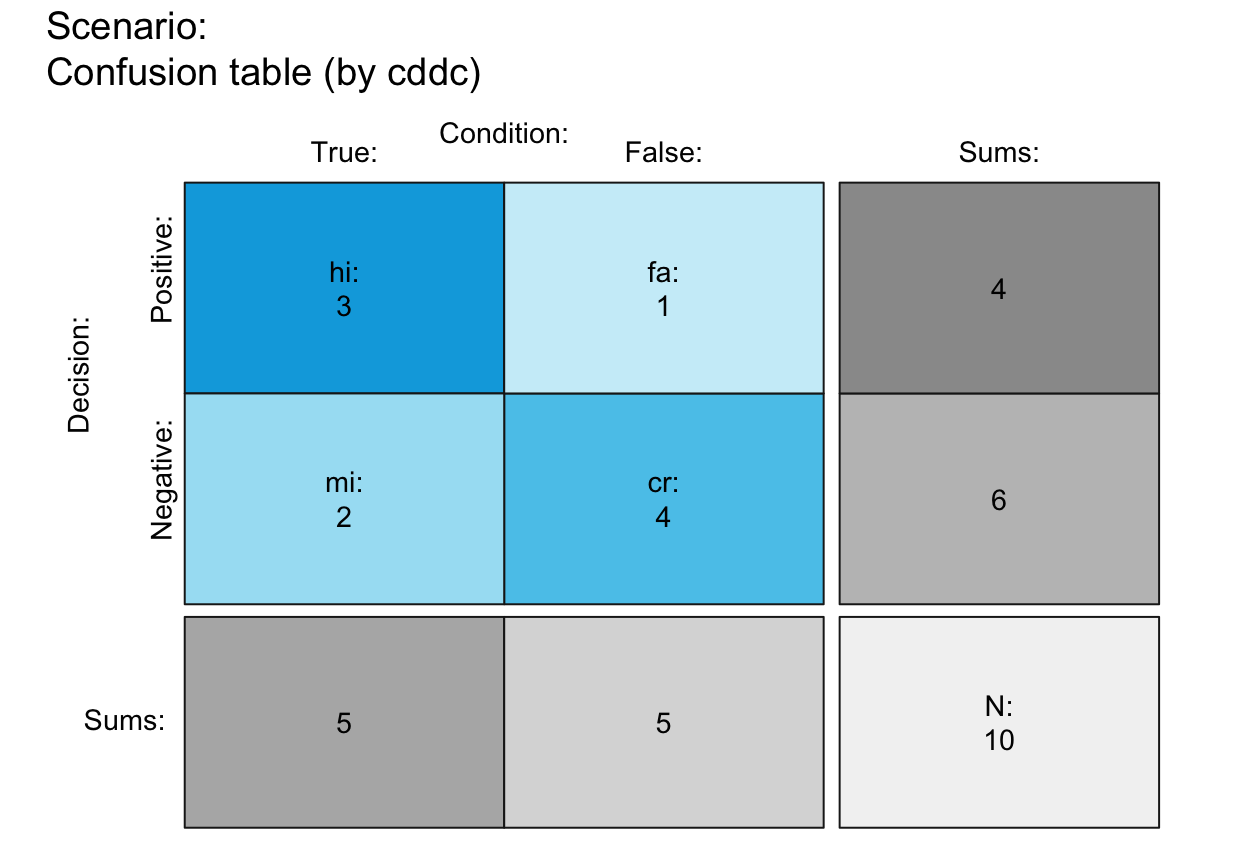 Scenario:
Confusion table (by cddc)
Condition:
True:
False:
Sums:
Decision:
Positive:
hi:
3
fa:
1
4
Negative:
mi:
2
cr:
4
6
Sums:
5
5
N:
10